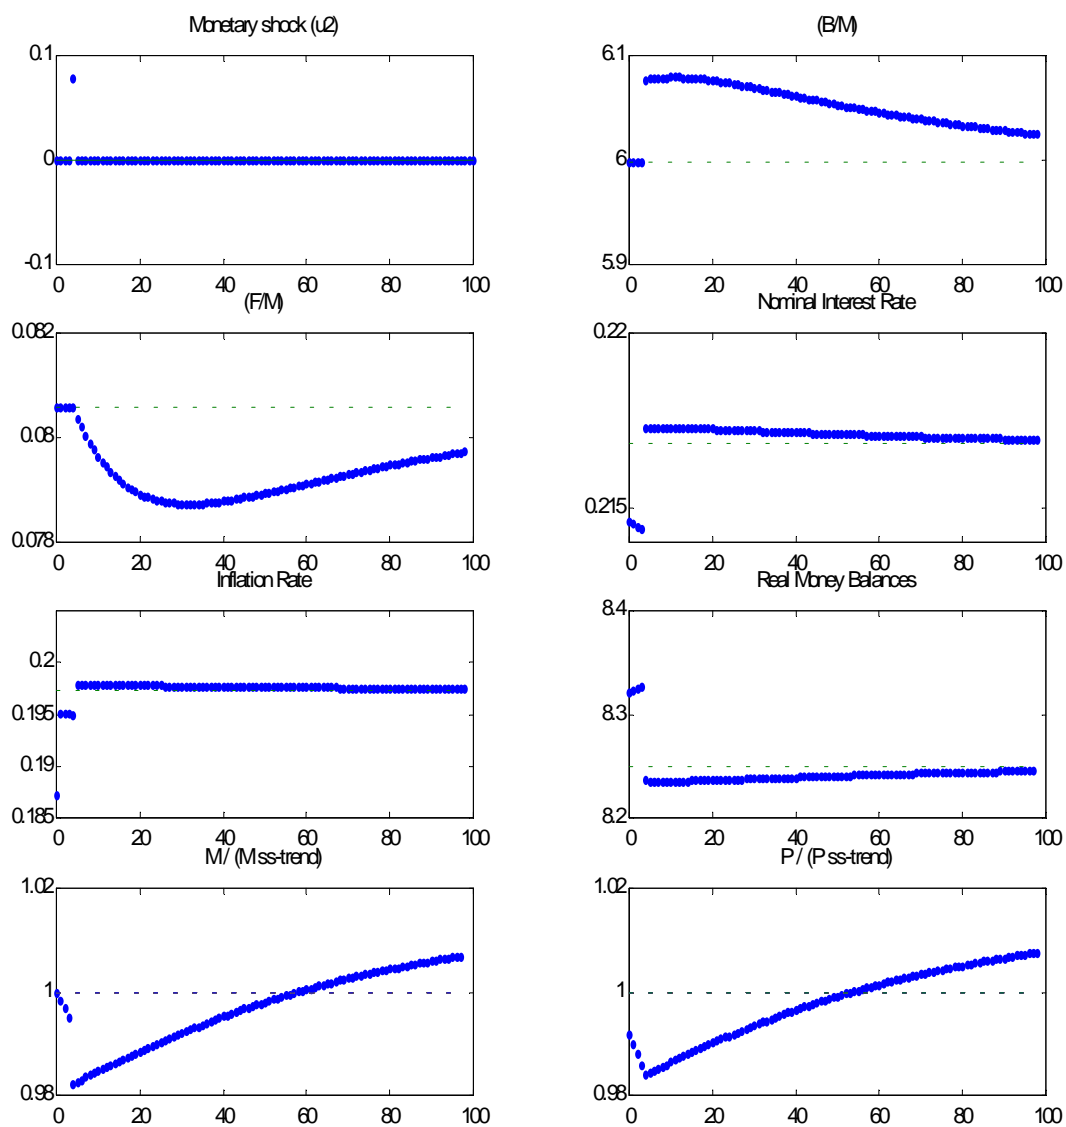 Monetary shock (u2)
0.1
0
-0.1
0 20 40 60 80 100
(B/M)
6.1
6
5.9
0 20 40 60 80 100
(F/M)
0.082
0.08
0.078
0 20 40 60 80 100
Nominal Interest Rate
0.22
0.215
0 20 40 60 80 100
Inflation Rate
0.2
0.195
0.19
0.185
0 20 40 60 80 100
Real Money Balances
8.4
8.3
8.2
0 20 40 60 80 100
M / (M ss-trend)
1.02
1
0.98
0 20 40 60 80 100
P / (P ss-trend)
1.02
1
0.98
0 20 40 60 80 100